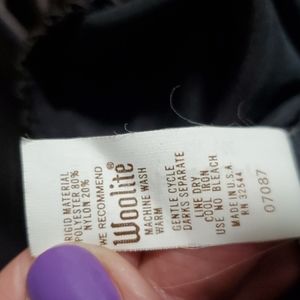 RIGID MATERIAL
POLYESTER 80%
NYLON 20%
WE RECOMMEND
Woolite
MACHINE WASH
WARM
GENTLE CYCLE
DARKS SEPARATE
LINE DRY
COOL IRON
USE NO BLEACH
MADE IN U.S.A.
RN 32544
07087